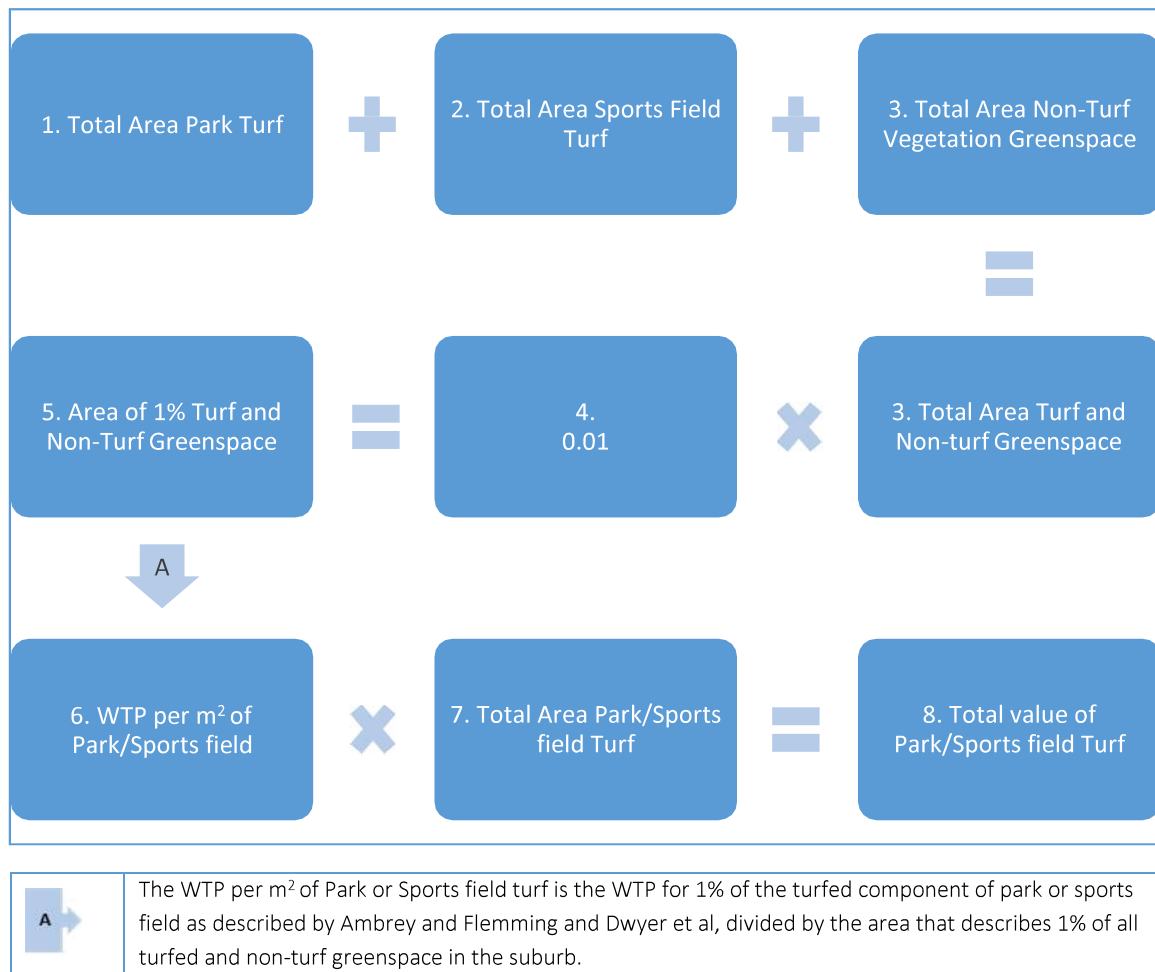 1. Total Area Park Turf
2. Total Area Sports Field
Turf
3. Total Area Non-Turf
Vegetation Greenspace
5. Area of 1% Turf and
Non-Turf Greenspace
4.
0.01
3. Total Area Turf and
Non-turf Greenspace
A
6. WTP per m² of
Park/Sports field
7. Total Area Park/Sports
field Turf
8. Total value of
Park/Sports field Turf
A
The WTP per m² of Park or Sports field turf is the WTP for 1% of the turfed component of park or sports
field as described by Ambrey and Flemming and Dwyer et al, divided by the area that describes 1% of all
turfed and non-turf greenspace in the suburb.